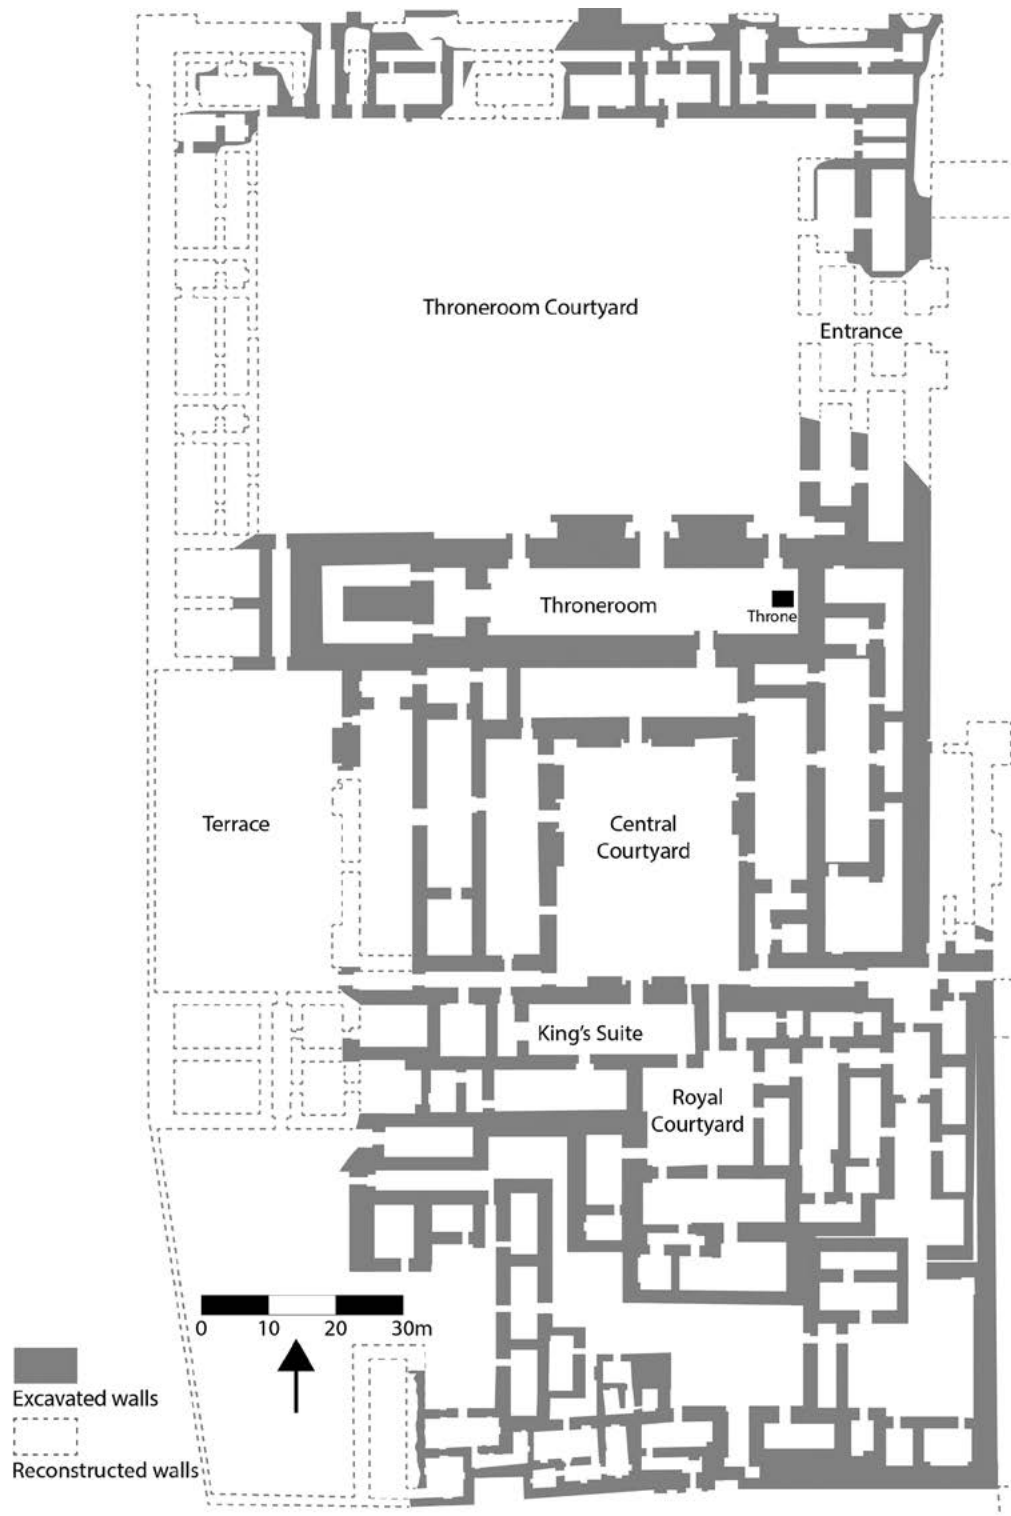 Throneroom Courtyard
Entrance
Throneroom
Throne
Terrace
Central
Courtyard
King's Suite
Royal
Courtyard
0 10 20 30m
Excavated walls
Reconstructed walls